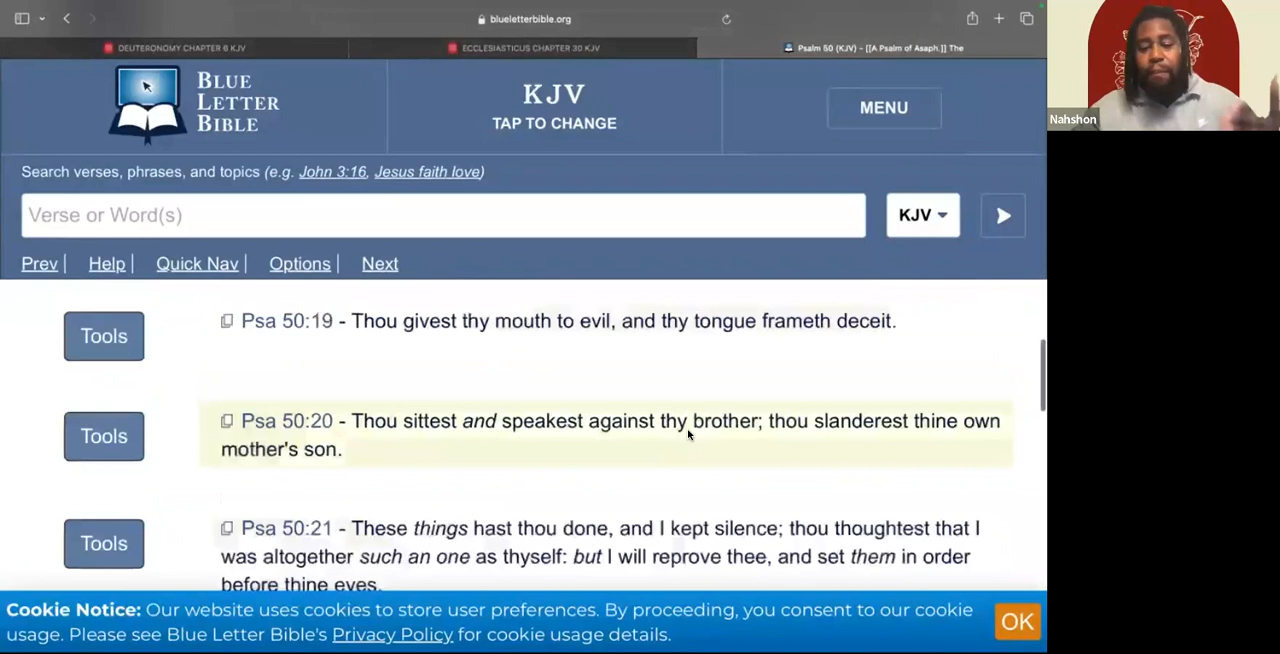 blueletterbible.org
DEUTERONOMY CHAPTER 6 KJV
ECCLESIASTICUS CHAPTER 30 KJV
Psalm 50 (KJV) – [[A Psalm of Asaph.]] The
BLUE
LETTER
BIBLE
KJV
TAP TO CHANGE
MENU
Nahshon
Search verses, phrases, and topics (e.g. John 3:16, Jesus faith love)
Verse or Word(s)
KJV
Prev | Help | Quick Nav | Options | Next
Tools
Psa 50:19 - Thou givest thy mouth to evil, and thy tongue frameth deceit.
Tools
Psa 50:20 - Thou sittest and speakest against thy brother; thou slanderest thine own
mother's son.
Tools
Psa 50:21 - These things hast thou done, and I kept silence; thou thoughtest that I
was altogether such an one as thyself: but I will reprove thee, and set them in order
before thine eyes.
Cookie Notice: Our website uses cookies to store user preferences. By proceeding, you consent to our cookie
usage. Please see Blue Letter Bible's Privacy Policy for cookie usage details.
OK